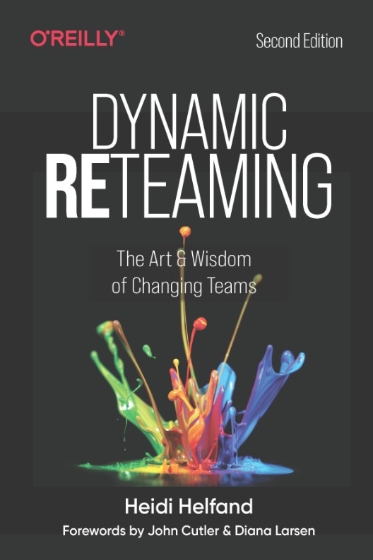 O'REILLY®
Second Edition
DYNAMIC
RETEAMING
The Art & Wisdom
of Changing Teams
Heidi Helfand
Forewords by John Cutler & Diana Larsen